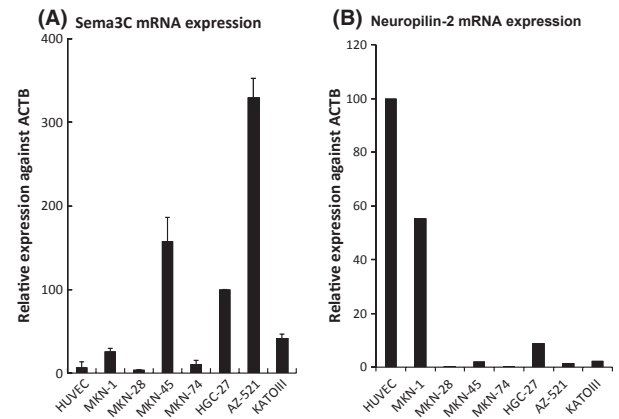 (A) Sema3C mRNA expression
Relative expression against ACTB
400
300
200
100
0
HUVEC
MKN-1
MKN-28
MKN-45
MKN-74
HGC-27
AZ-521
KATOIII
(B) Neuropilin-2 mRNA expression
Relative expression against ACTB
120
100
80
60
40
20
0
HUVEC
MKN-1
MKN-28
MKN-45
MKN-74
HGC-27
AZ-521
KATOIII